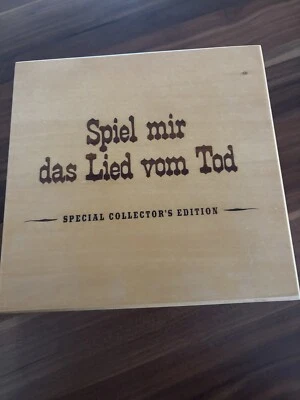 Spiel mir
das Lied vom Tod
SPECIAL COLLECTOR'S EDITION